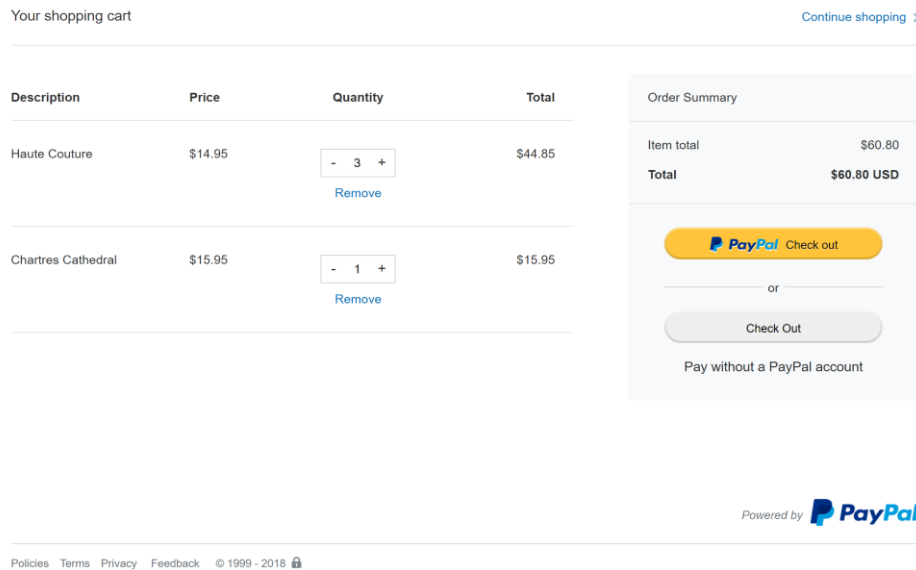 Your shopping cart
Continue shopping
Description Price Quantity Total
Haute Couture $14.95 - 3 + $44.85
Remove
Chartres Cathedral $15.95 - 1 + $15.95
Remove
Order Summary
Item total $60.80
Total $60.80 USD
PayPal Check out
or
Check Out
Pay without a PayPal account
Powered by PayPal
Policies Terms Privacy Feedback © 1999 - 2018